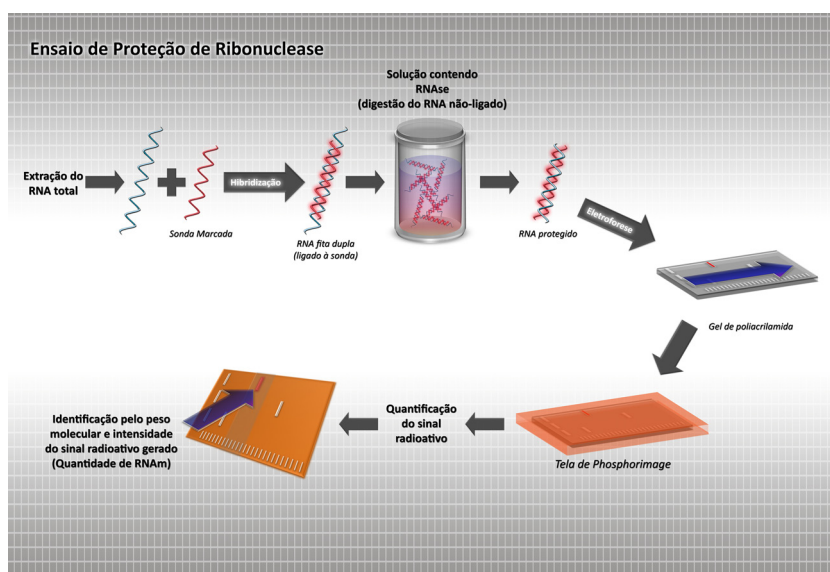 Ensaio de Proteção de Ribonuclease
Solução contendo
RNAse
(digestão do RNA não-ligado)
Extração do
RNA total
Sonda Marcada
Hibridização
RNA fita dupla
(ligado à sonda)
RNA protegido
Eletroforese
Gel de poliacrilamida
Tela de Phosphorimage
Quantificação
do sinal
radioativo
Identificação pelo peso
molecular e intensidade
do sinal radioativo gerado
(Quantidade de RNAm)